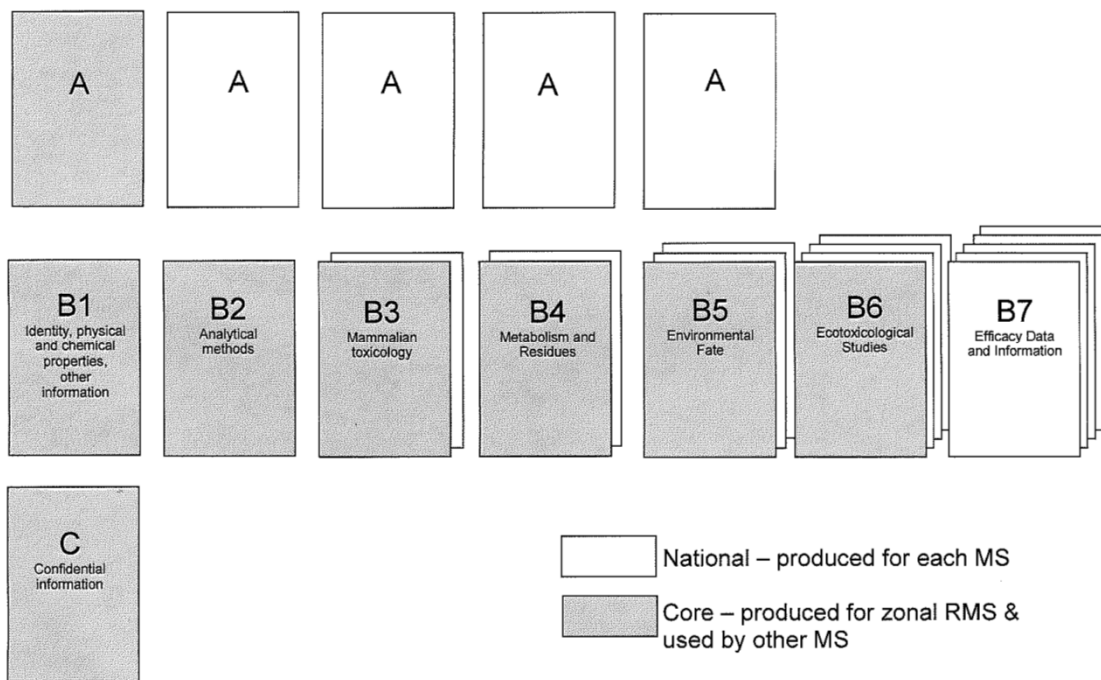 A
A
A
A
A
B1
Identity, physical
and chemical
properties,
other
information
B2
Analytical
methods
B3
Mammalian
toxicology
B4
Metabolism and
Residues
B5
Environmental
Fate
B6
Ecotoxicological
Studies
B7
Efficacy Data
and Information
C
Confidential
information
National – produced for each MS
Core – produced for zonal RMS &
used by other MS